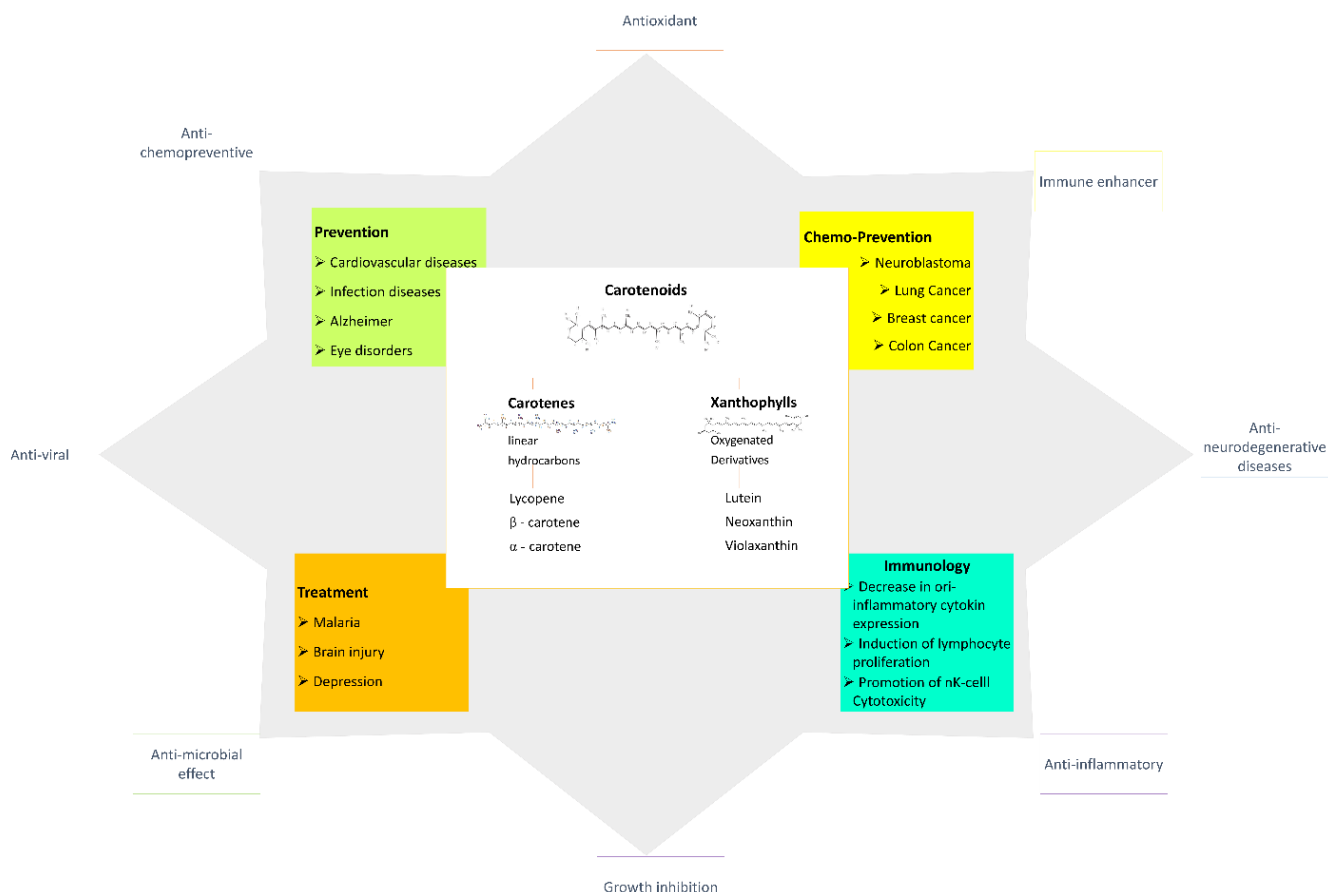 Antioxidant
Anti-
chemopreventive
Immune enhancer
Prevention
➢ Cardiovascular diseases
➢ Infection diseases
➢ Alzheimer
➢ Eye disorders
Chemo-Prevention
➢ Neuroblastoma
➢ Lung Cancer
➢ Breast cancer
➢ Colon Cancer
Carotenoids
Carotenes
linear
hydrocarbons
Lycopene
β - carotene
α - carotene
Xanthophylls
Oxygenated
Derivatives
Lutein
Neoxanthin
Violaxanthin
Anti-viral
Anti-
neurodegenerative
diseases
Treatment
➢ Malaria
➢ Brain injury
➢ Depression
Immunology
➢ Decrease in ori-
inflammatory cytokin
expression
➢ Induction of lymphocyte
proliferation
➢ Promotion of nK-celll
Cytotoxicity
Anti-microbial
effect
Anti-inflammatory
Growth inhibition